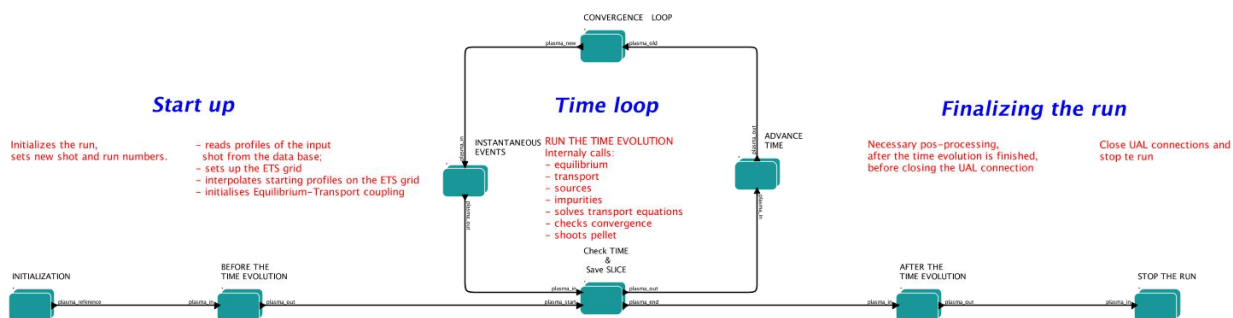 CONVERGENCE LOOP
plasma_new
plasma_old
Start up
Time loop
Finalizing the run
Initializes the run,
sets new shot and run numbers.
- reads profiles of the input
shot from the data base;
- sets up the ETS grid
- interpolates starting profiles on the ETS grid
- initialises Equilibrium-Transport coupling
plasma_in
INSTANTANEOUS
EVENTS
plasma_out
RUN THE TIME EVOLUTION
Internaly calls:
- equilibrium
- transport
- sources
- impurities
- solves transport equations
- checks convergence
- shoots pellet
plasma_out
ADVANCE
TIME
plasma_in
Necessary pos-processing,
after the time evolution is finished,
before closing the UAL connection
Close UAL connections and
stop te run
INITIALIZATION
plasma_reference
BEFORE THE
TIME EVOLUTION
plasma_in
plasma_out
Check TIME
&
Save SLICE
plasma_in
plasma_out
plasma_start
plasma_end
AFTER THE
TIME EVOLUTION
plasma_in
plasma_out
STOP THE RUN
plasma_in